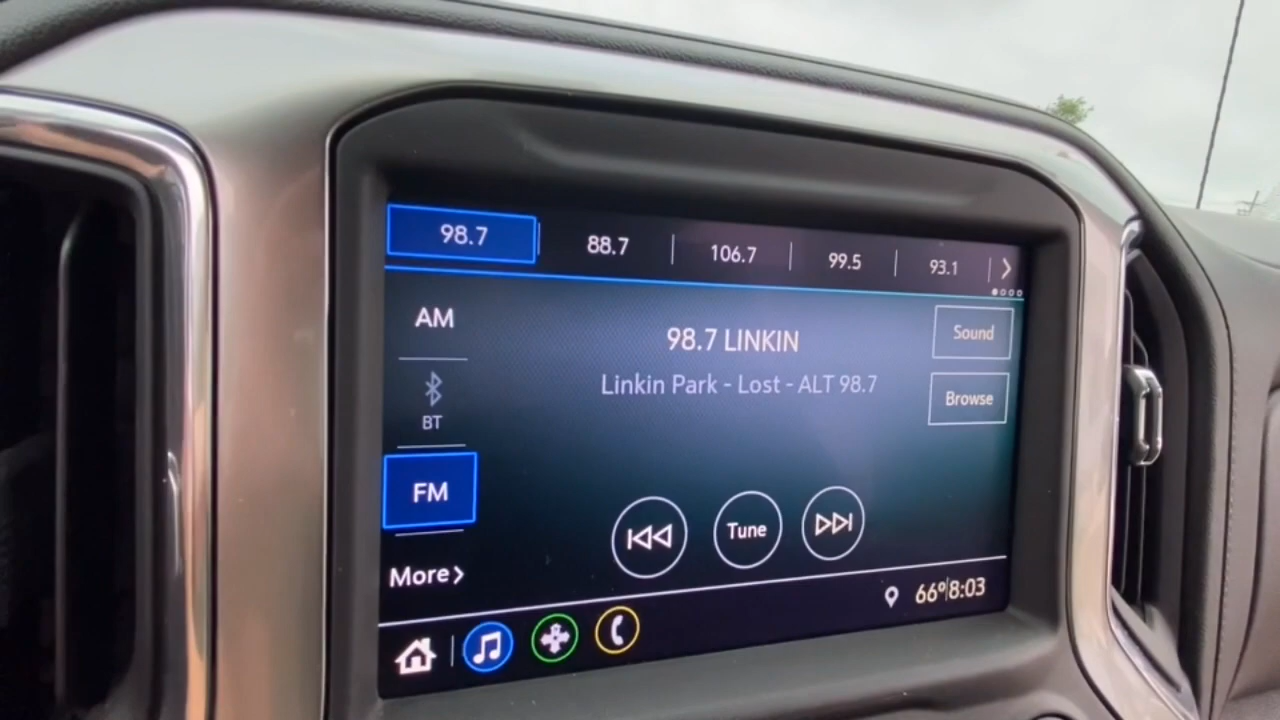 98.7 88.7 106.7 99.5 93.1
AM
98.7 LINKIN
Sound
Linkin Park - Lost - ALT 98.7
Browse
BT
FM
Tune
More
66° 8:03